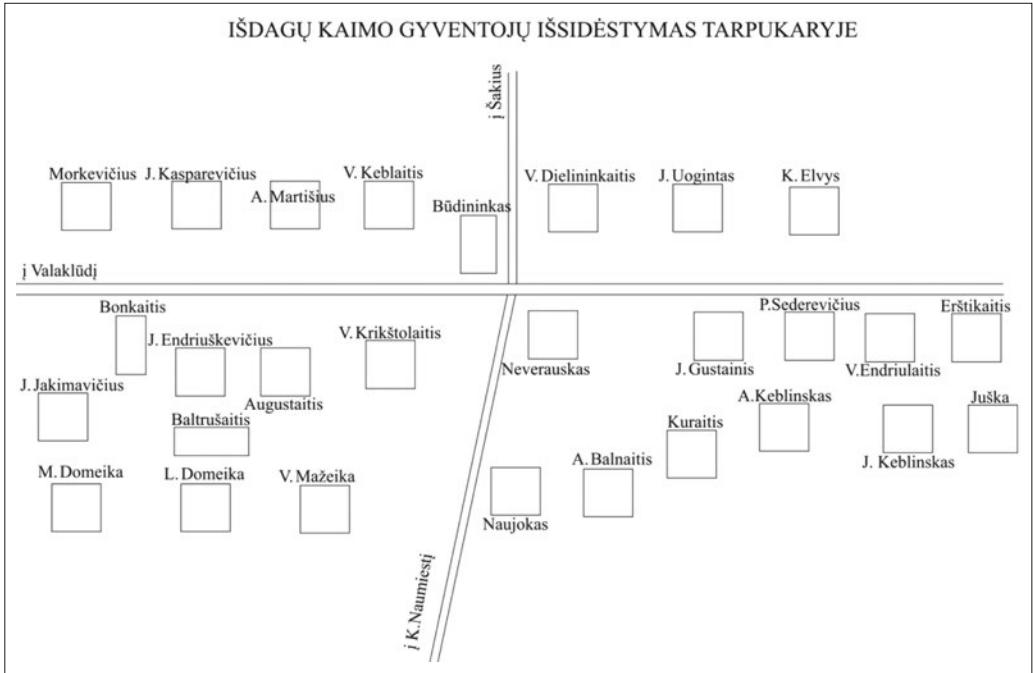 IŠDAGŲ KAIMO GYVENTOJŲ IŠSIDĖSTYMAS TARPUKARYJE
į Šakius
Morkevičius
J. Kasparevičius
A. Martišius
V. Keblaitis
Būdininkas
V. Dielininkaitis
J. Uogintas
K. Elvys
į Valaklūdį
Bonkaitis
J. Endriuškevičius
V. Krikštolaitis
Neverauskas
J. Gustainis
P.Sederevičius
V.Endriulaitis
Erštikaitis
J. Jakimavičius
Augustaitis
Baltrušaitis
Kuraitis
A.Keblinskas
J. Keblinskas
Juška
M. Domeika
L. Domeika
V. Mažeika
Naujokas
A. Balnaitis
į K.Naumiestį